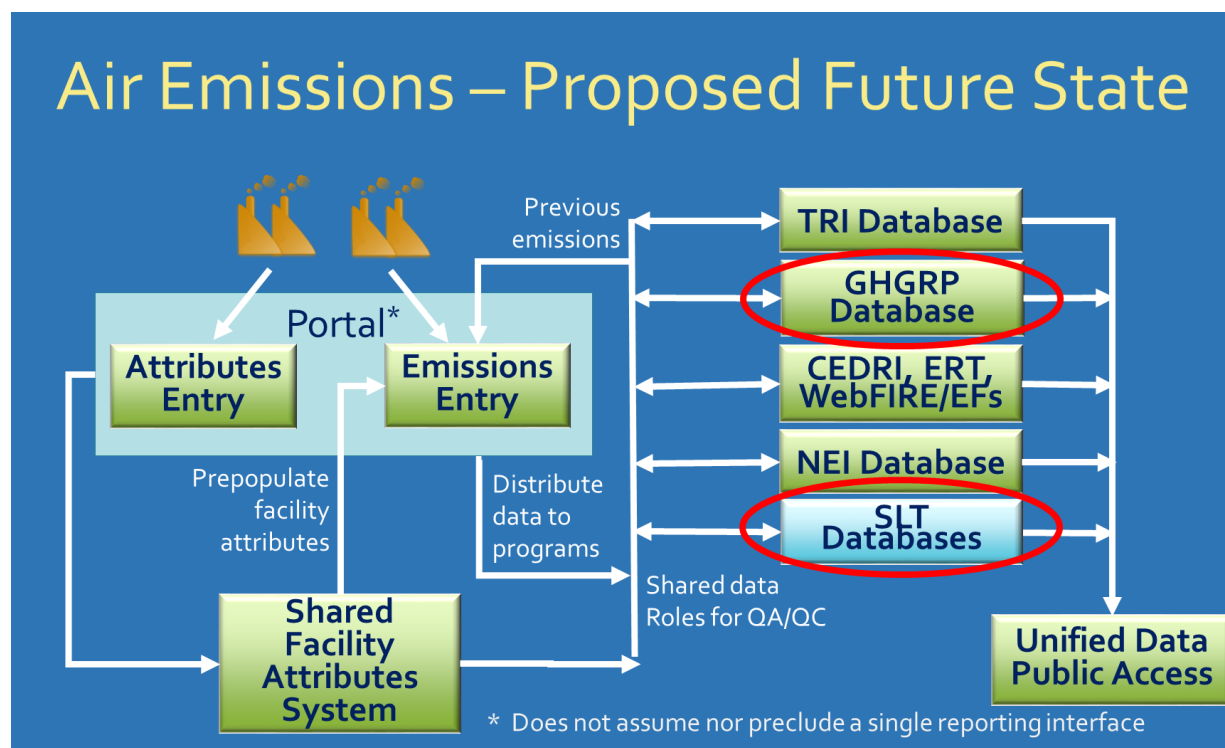 Air Emissions – Proposed Future State
Previous
emissions
TRI Database
GHGRP
Database
Portal*
Attributes
Entry
Emissions
Entry
CEDRI, ERT,
WebFIRE/EFs
NEI Database
Prepopulate
facility
attributes
Distribute
data to
programs
SLT
Databases
Shared data
Roles for QA/QC
Shared
Facility
Attributes
System
Unified Data
Public Access
* Does not assume nor preclude a single reporting interface